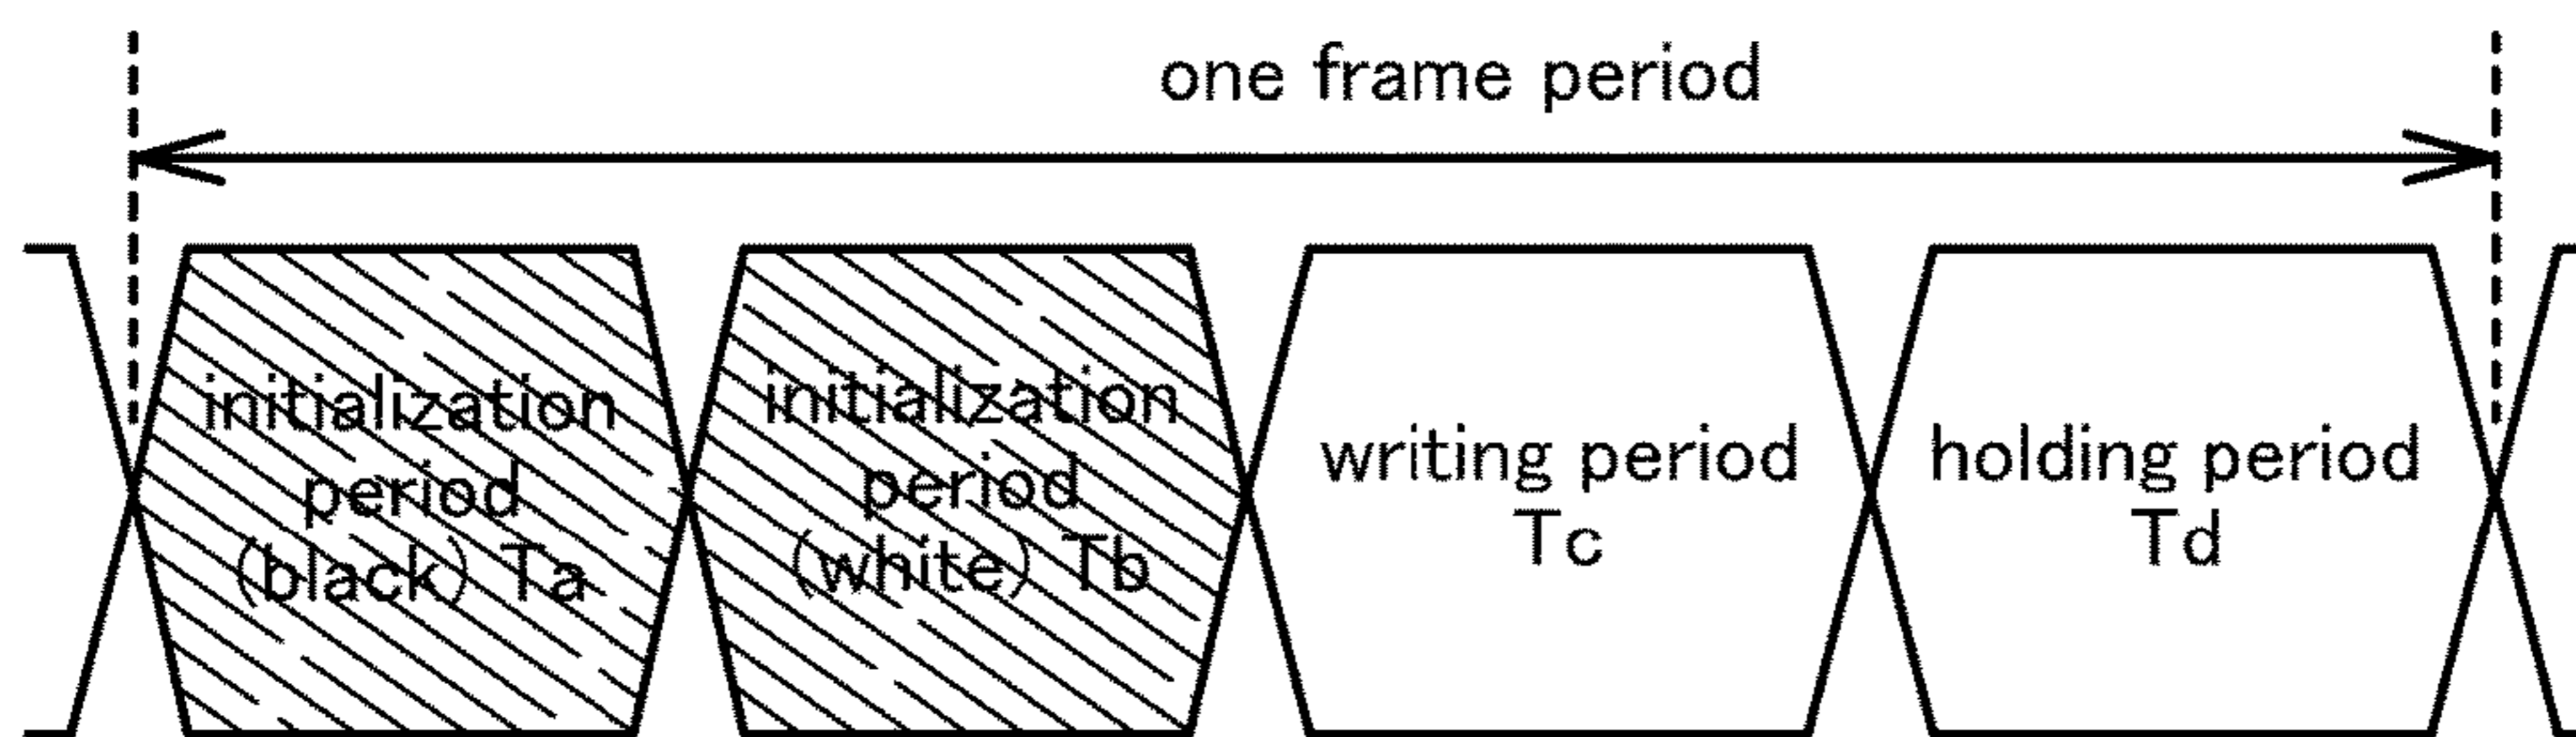 one frame period
initialization
period
(black) Ta
initialization
period
(white) Tb
writing period
Tc
holding period
Td